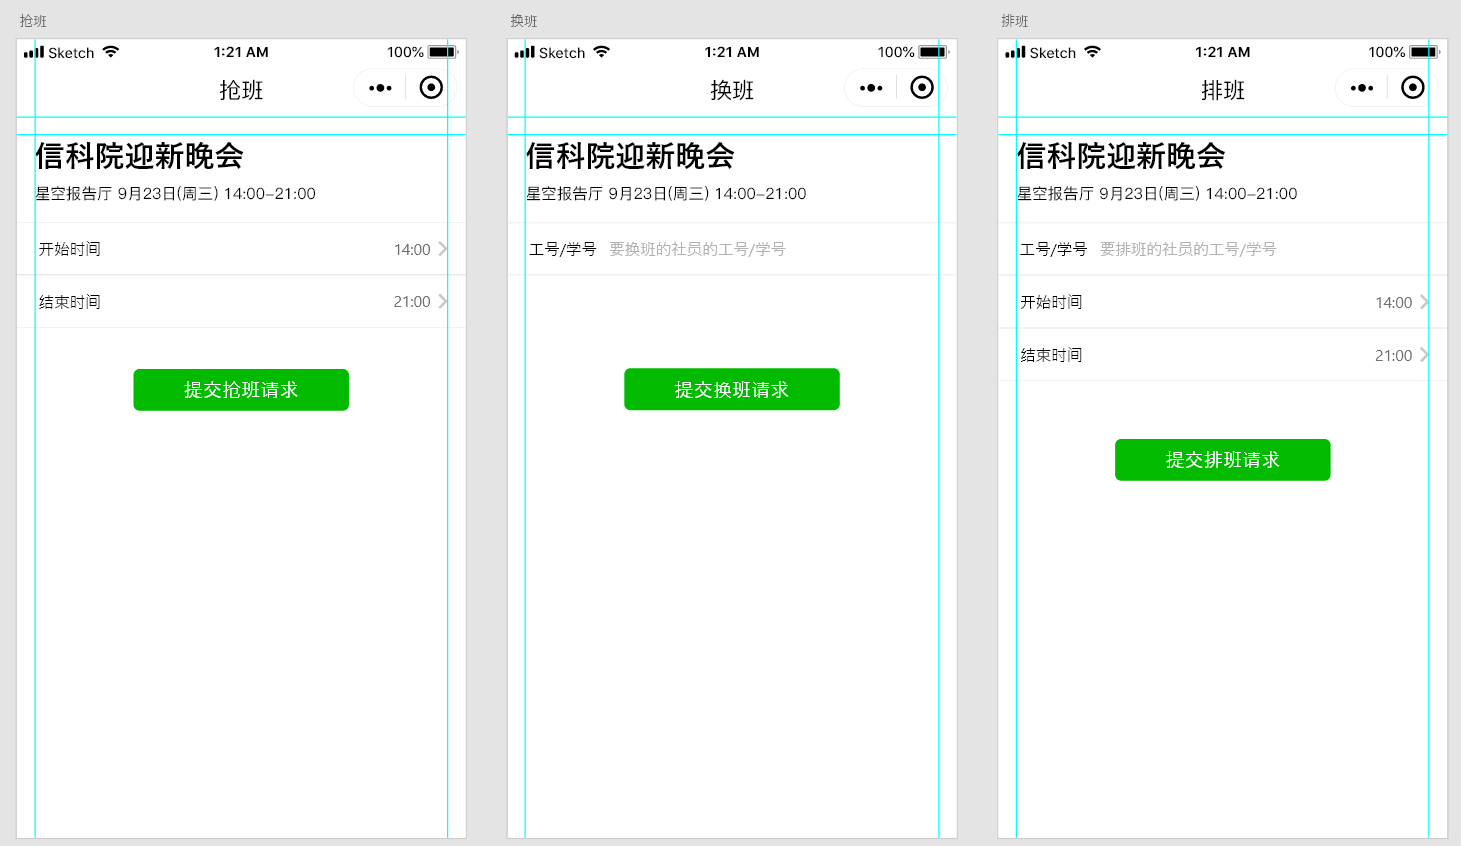 抢班
Sketch
1:21 AM
100%
抢班
信科院迎新晚会
星空报告厅 9月23日(周三) 14:00-21:00
开始时间
14:00
结束时间
21:00
提交抢班请求
换班
Sketch
1:21 AM
100%
换班
信科院迎新晚会
星空报告厅 9月23日(周三) 14:00-21:00
工号/学号 要换班的社员的工号/学号
提交换班请求
排班
Sketch
1:21 AM
100%
排班
信科院迎新晚会
星空报告厅 9月23日(周三) 14:00-21:00
工号/学号 要排班的社员的工号/学号
开始时间
14:00
结束时间
21:00
提交排班请求